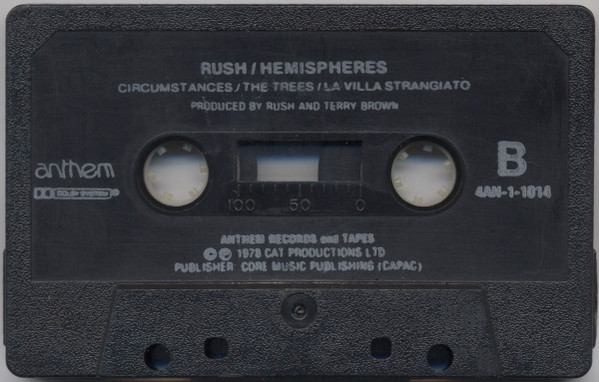 RUSH / HEMISPHERES
CIRCUMSTANCES / THE TREES / LA VILLA STRANGIATO
PRODUCED BY RUSH AND TERRY BROWN
anthem
DOLBY SYSTEM
B
4AN-1-1014
100 50 0
ANTHEM RECORDS and TAPES
© ℗ 1978 CAT PRODUCTIONS LTD
PUBLISHER: CORE MUSIC PUBLISHING (CAPAC)